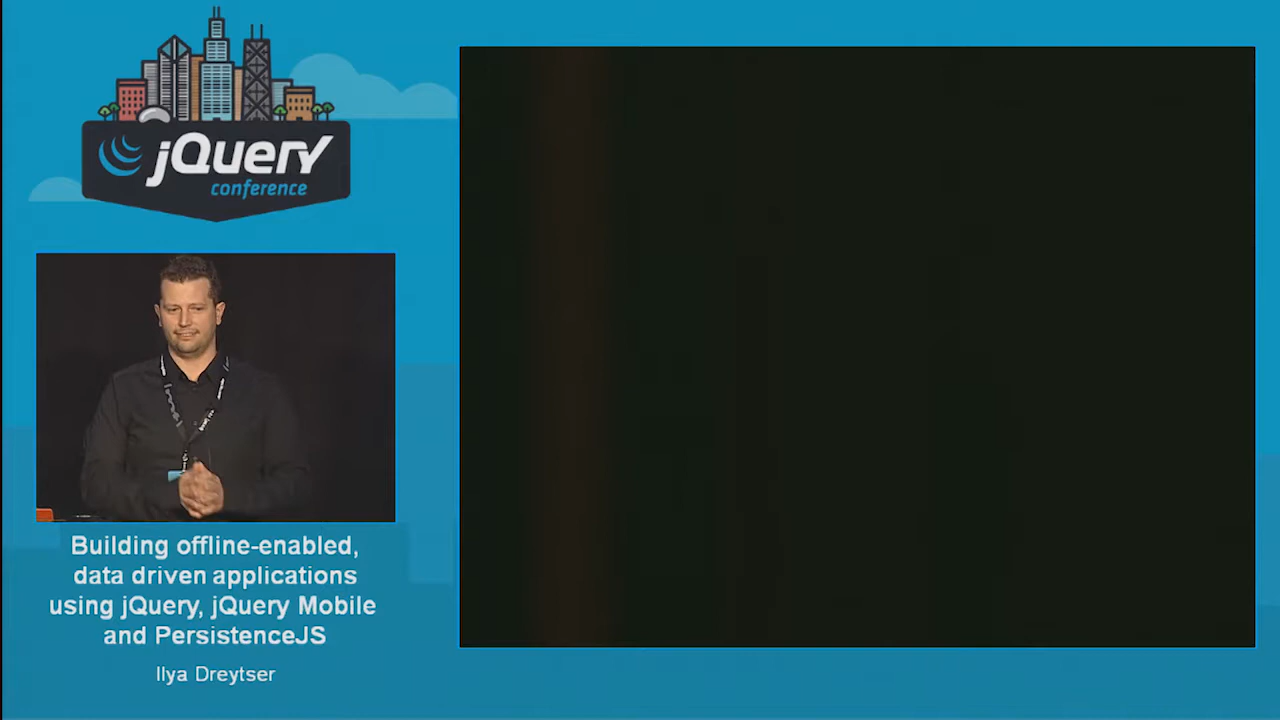 jQuery
conference
Building offline-enabled,
data driven applications
using jQuery, jQuery Mobile
and PersistenceJS
Ilya Dreytser